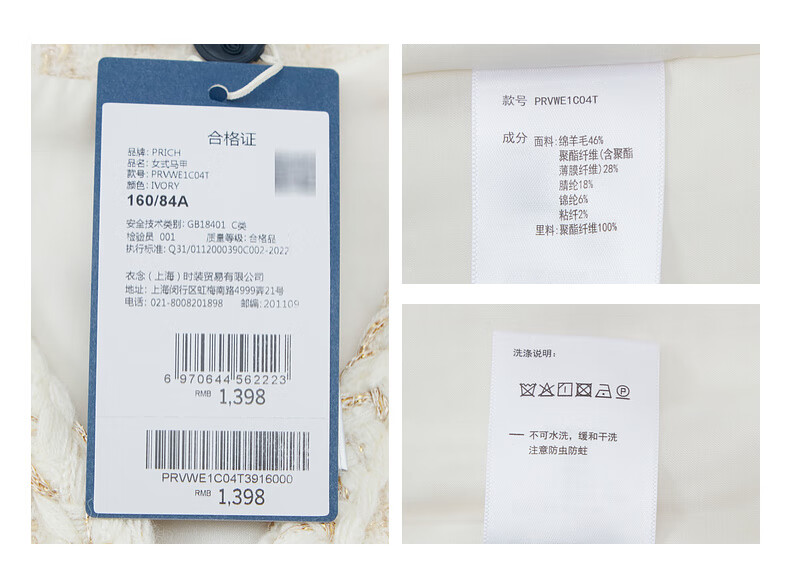 合格证
品牌: PRICH
品名: 女式马甲
款号: PRVWE1C04T
颜色: IVORY
160/84A
安全技术类别: GB18401 C类
检验员 001 质量等级: 合格品
执行标准: Q31/0112000390C002-2022
衣念（上海）时装贸易有限公司
地址: 上海闵行区虹梅南路4999弄21号
电话: 021-8008201898 邮编: 201109
6 970644 562223
RMB 1,398
PRVWE1C04T3916000
RMB 1,398
款号 PRVWE1C04T
成分 面料: 绵羊毛46%
聚酯纤维(含聚酯
薄膜纤维)28%
腈纶18%
锦纶6%
粘纤2%
里料: 聚酯纤维100%
洗涤说明:
P
— 不可水洗，缓和干洗
注意防虫防蛀